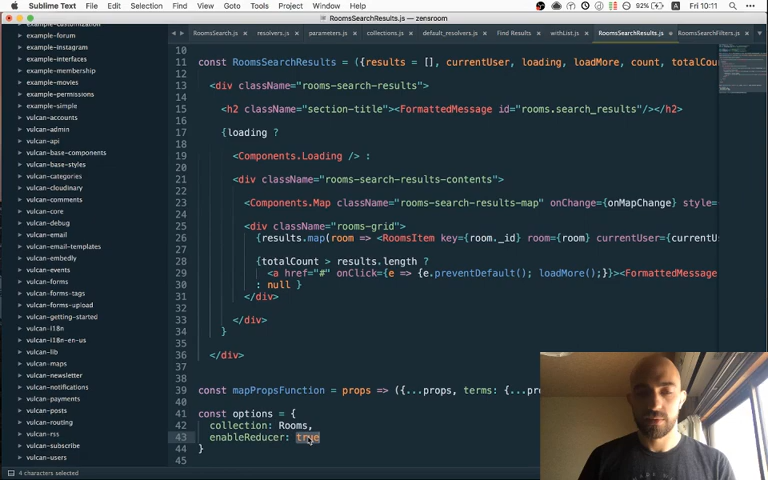 Sublime Text File Edit Selection Find View Goto Tools Project Window Help 92% Fri 10:11
RoomsSearchResults.js — zensroom
RoomsSearch.js resolvers.js parameters.js collections.js default_resolvers.js Find Results withList.js RoomsSearchResults.js RoomsSearchFilters.js
example-customization
example-forum
example-instagram
example-interfaces
example-membership
example-movies
example-permissions
example-simple
vulcan-accounts
vulcan-admin
vulcan-api
vulcan-base-components
vulcan-base-styles
vulcan-categories
vulcan-cloudinary
vulcan-comments
vulcan-core
vulcan-debug
vulcan-email
vulcan-email-templates
vulcan-embedly
vulcan-events
vulcan-forms
vulcan-forms-tags
vulcan-forms-upload
vulcan-getting-started
vulcan-i18n
vulcan-i18n-en-us
vulcan-lib
vulcan-maps
vulcan-newsletter
vulcan-notifications
vulcan-payments
vulcan-posts
vulcan-routing
vulcan-rss
vulcan-subscribe
vulcan-users
10
11 const RoomsSearchResults = ({results = [], currentUser, loading, loadMore, count, totalCou
12
13 <div className="rooms-search-results">
14
15 <h2 className="section-title"><FormattedMessage id="rooms.search_results"/></h2>
16
17 {loading ?
18
19 <Components.Loading /> :
20
21 <div className="rooms-search-results-contents">
22
23 <Components.Map className="rooms-search-results-map" onChange={onMapChange} style=
24
25 <div className="rooms-grid">
26 {results.map(room => <RoomsItem key={room._id} room={room} currentUser={currentU
27
28 {totalCount > results.length ?
29 <a href="#" onClick={e => {e.preventDefault(); loadMore();}}><FormattedMessage
30 : null }
31 </div>
32
33 </div>
34 }
35
36 </div>
37
38
39 const mapPropsFunction = props => ({...props, terms: {...pr
40
41 const options = {
42 collection: Rooms,
43 enableReducer: true
44 }
45
4 characters selected